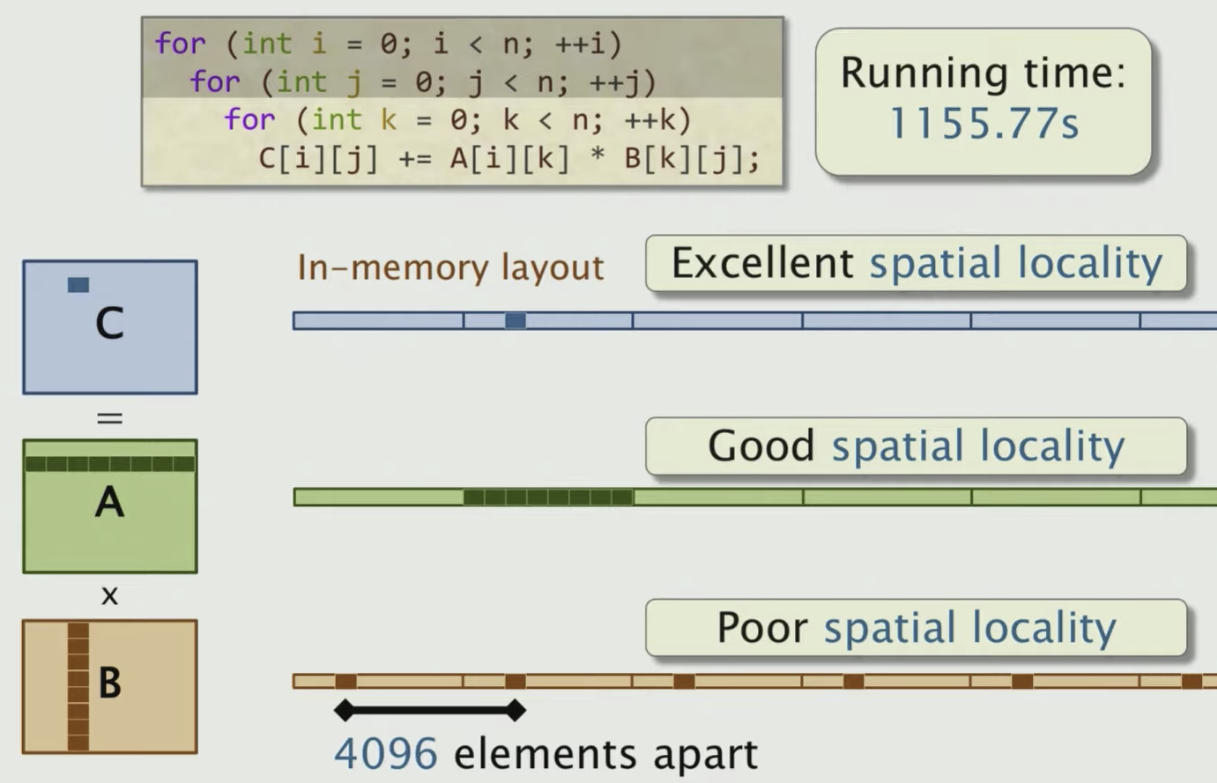 for (int i = 0; i < n; ++i)
for (int j = 0; j < n; ++j)
for (int k = 0; k < n; ++k)
C[i][j] += A[i][k] * B[k][j];
Running time:
1155.77s
In-memory layout
Excellent spatial locality
C
=
Good spatial locality
A
x
Poor spatial locality
B
4096 elements apart